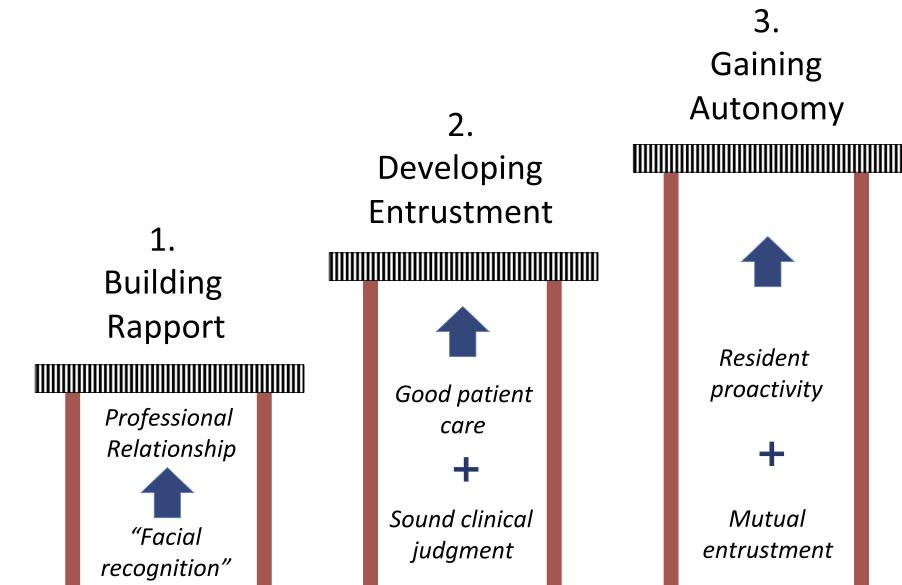 1.
Building
Rapport
Professional
Relationship
“Facial
recognition”
2.
Developing
Entrustment
Good patient
care
+
Sound clinical
judgment
3.
Gaining
Autonomy
Resident
proactivity
+
Mutual
entrustment